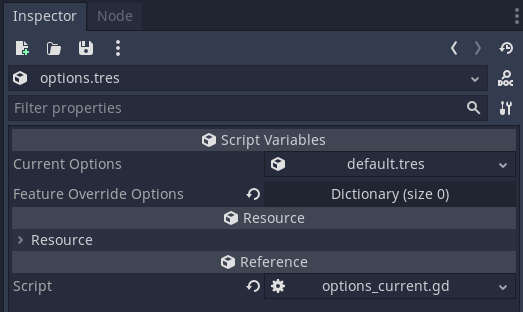 Inspector Node
options.tres
DOC
Filter properties
Script Variables
Current Options default.tres
Feature Override Options Dictionary (size 0)
Resource
Resource
Reference
Script options_current.gd